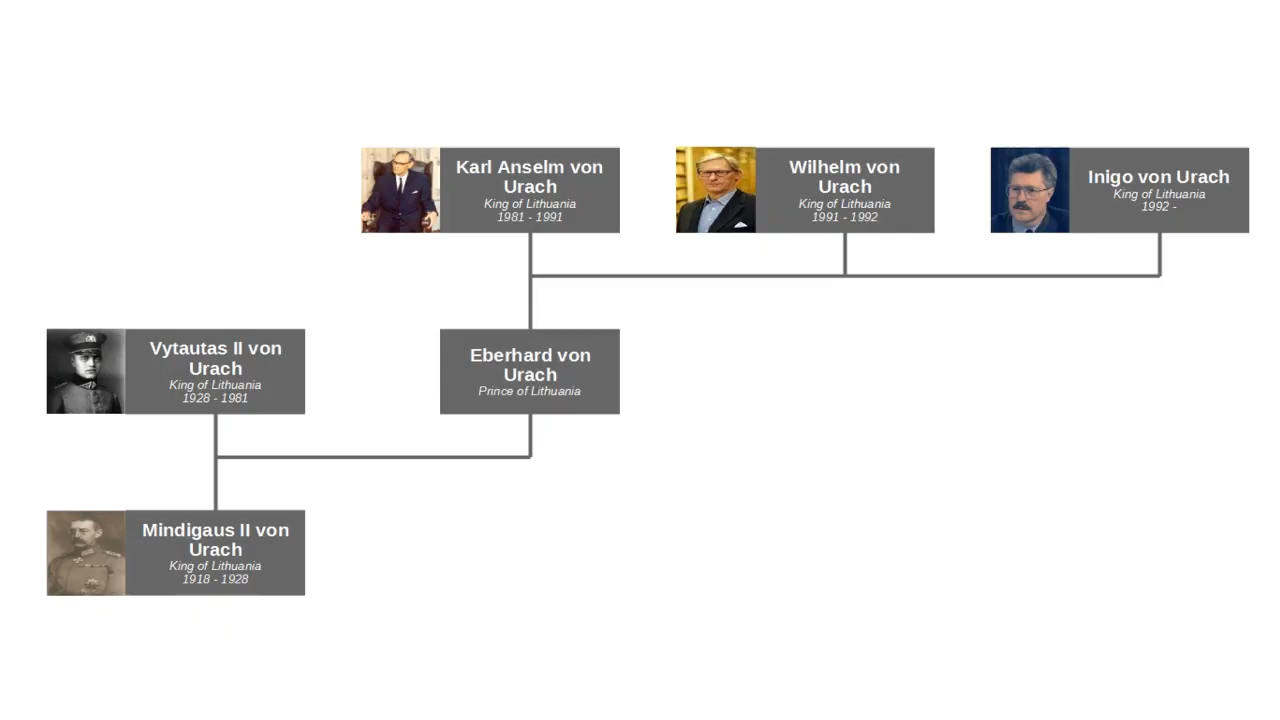 Karl Anselm von
Urach
King of Lithuania
1981 - 1991
Wilhelm von
Urach
King of Lithuania
1991 - 1992
Inigo von Urach
King of Lithuania
1992 -
Vytautas II von
Urach
King of Lithuania
1928 - 1981
Eberhard von
Urach
Prince of Lithuania
Mindigaus II von
Urach
King of Lithuania
1918 - 1928